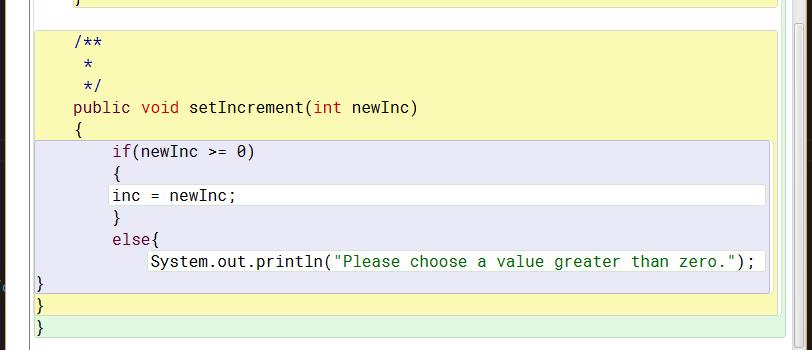 }
/**
*
*/
public void setIncrement(int newInc)
{
if(newInc >= 0)
{
inc = newInc;
}
else{
System.out.println("Please choose a value greater than zero.");
}
}
}